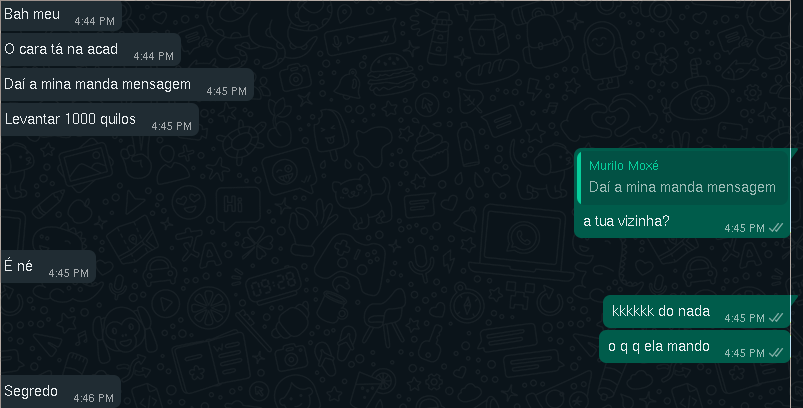 Bah meu 4:44 PM
O cara tá na acad 4:44 PM
Daí a mina manda mensagem 4:45 PM
Levantar 1000 quilos 4:45 PM
Murilo Moxé
Daí a mina manda mensagem
a tua vizinha? 4:45 PM
É né 4:45 PM
kkkkkk do nada 4:45 PM
o q q ela mando 4:45 PM
Segredo 4:46 PM